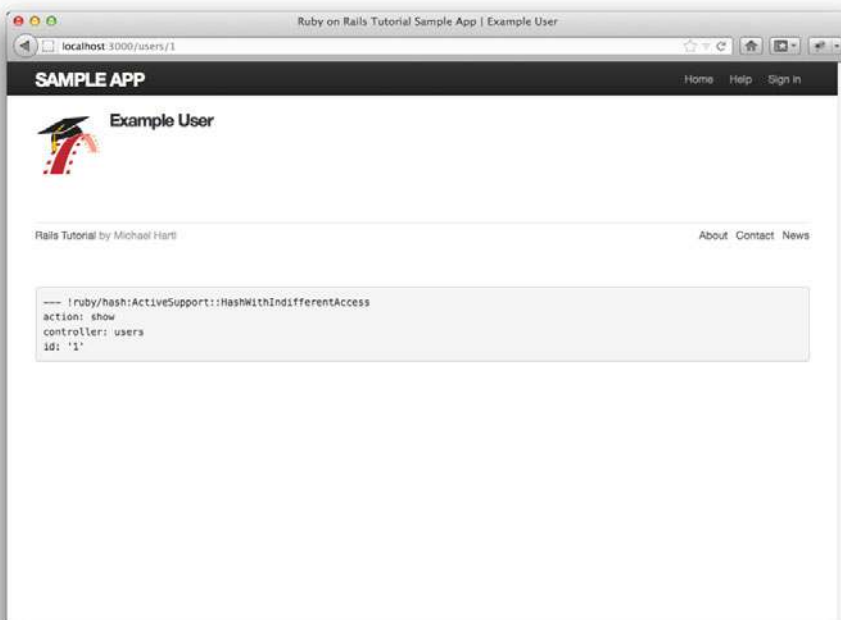 Ruby on Rails Tutorial Sample App | Example User
localhost:3000/users/1
SAMPLE APP
Home Help Sign in
Example User
Rails Tutorial by Michael Hartl
About Contact News
--- !ruby/hash:ActiveSupport::HashWithIndifferentAccess
action: show
controller: users
id: '1'